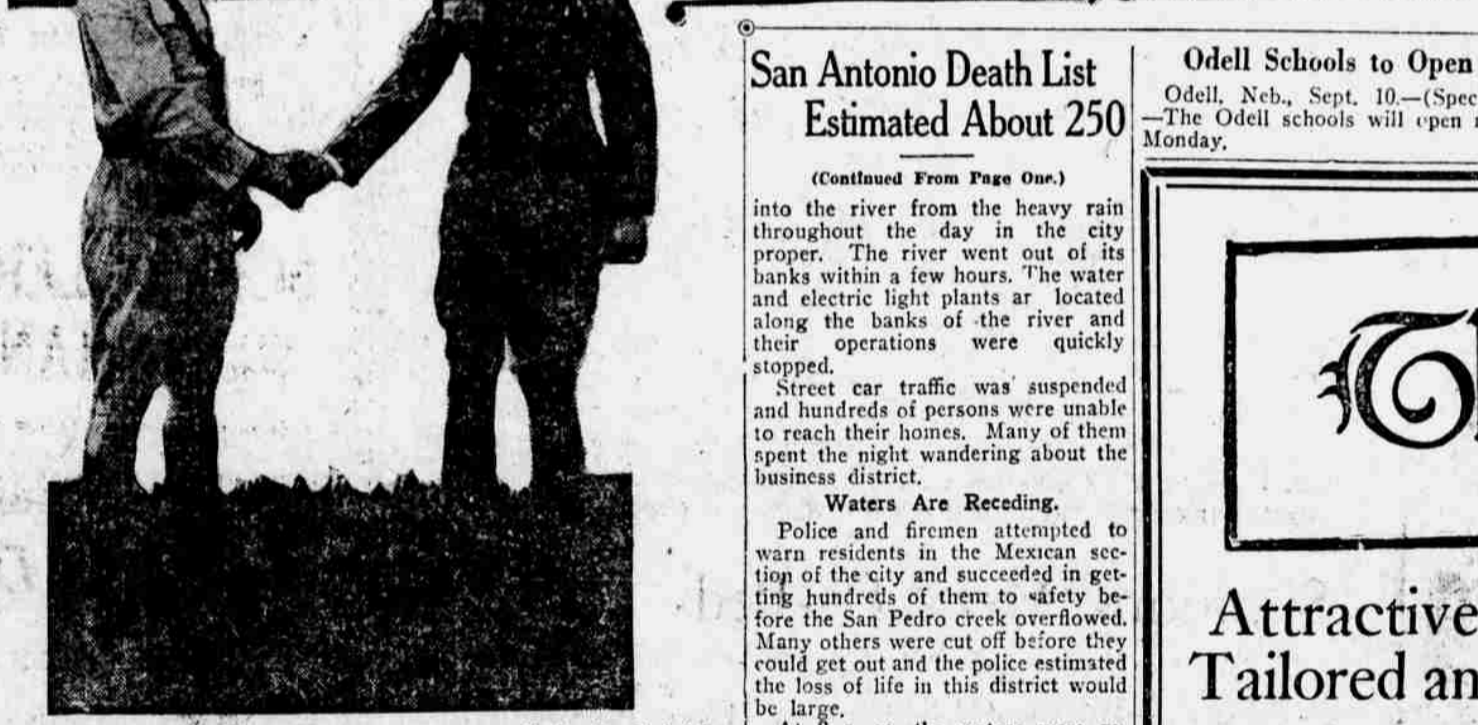 San Antonio Death List
Estimated About 250
(Continued From Page One.)
into the river from the heavy rain
throughout the day in the city
proper. The river went out of its
banks within a few hours. The water
and electric light plants ar located
along the banks of the river and
their operations were quickly
stopped.
Street car traffic was suspended
and hundreds of persons were unable
to reach their homes. Many of them
spent the night wandering about the
business district.
Waters Are Receding.
Police and firemen attempted to
warn residents in the Mexican sec-
tion of the city and succeeded in get-
ting hundreds of them to safety be-
fore the San Pedro creek overflowed.
Many others were cut off before they
could get out and the police estimated
the loss of life in this district would
be large.
Odell Schools to Open
Odell, Neb., Sept. 10.—(Spec
—The Odell schools will open
Monday.
Attractive
Tailored an